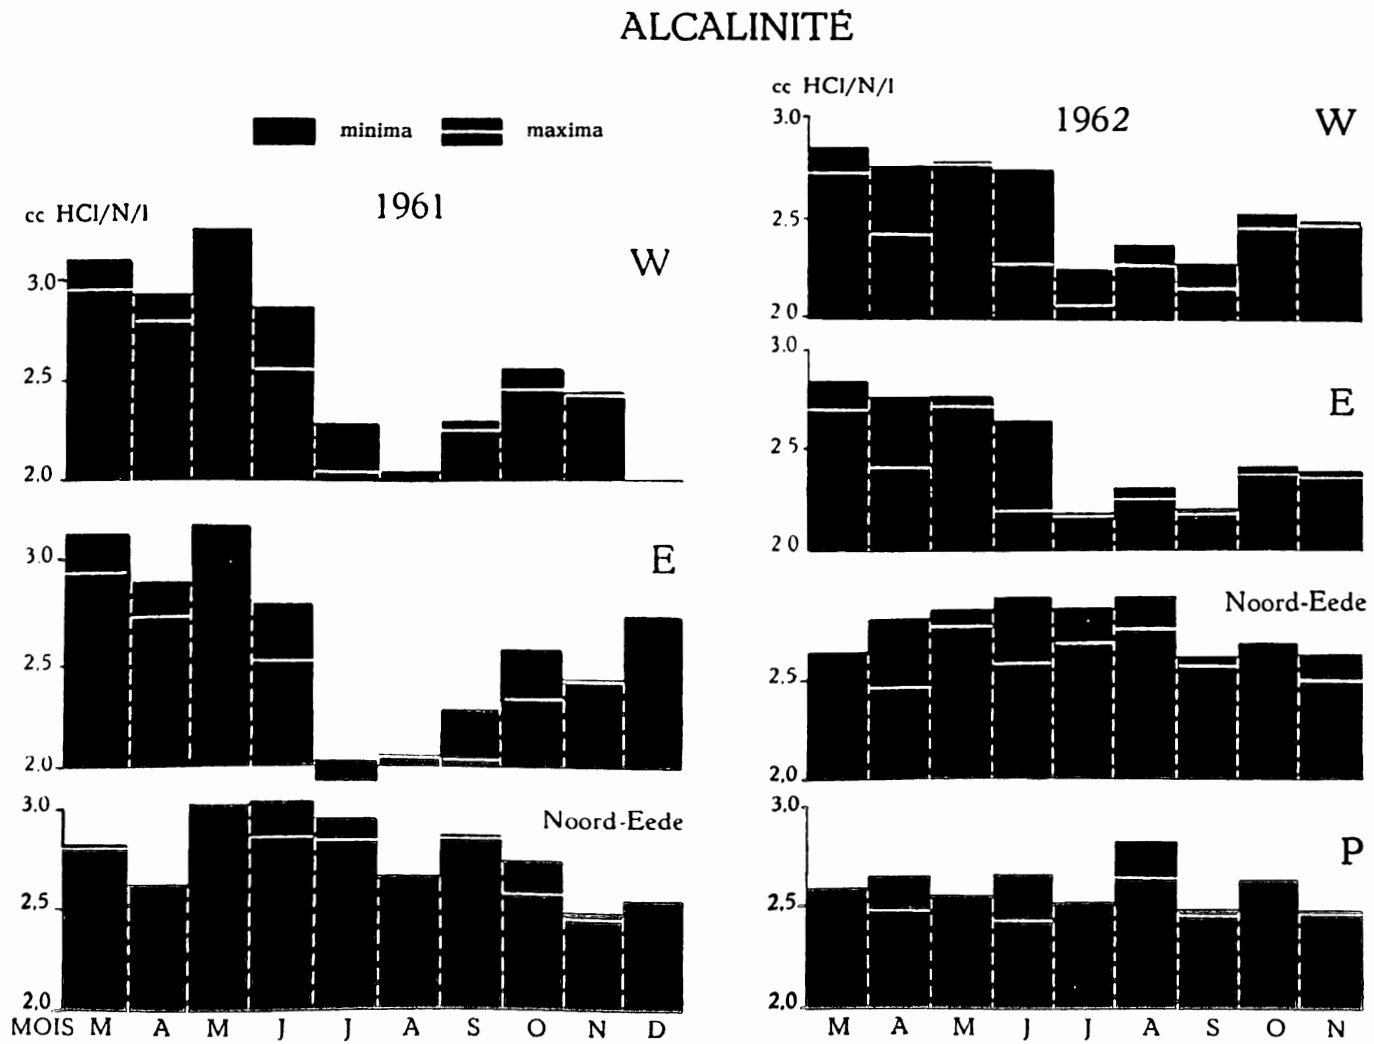 ALCALINITÉ
minima maxima
1961
cc HCl/N/l
W
3.0
2.5
2.0
E
3.0
2.5
2.0
Noord-Eede
3.0
2.5
2.0
MOIS M A M J J A S O N D
cc HCl/N/l
1962
W
3.0
2.5
2 0
E
3.0
2 5
2 0
Noord-Eede
2.5
2.0
P
3.0
2.5
2.0
M A M J J A S O N